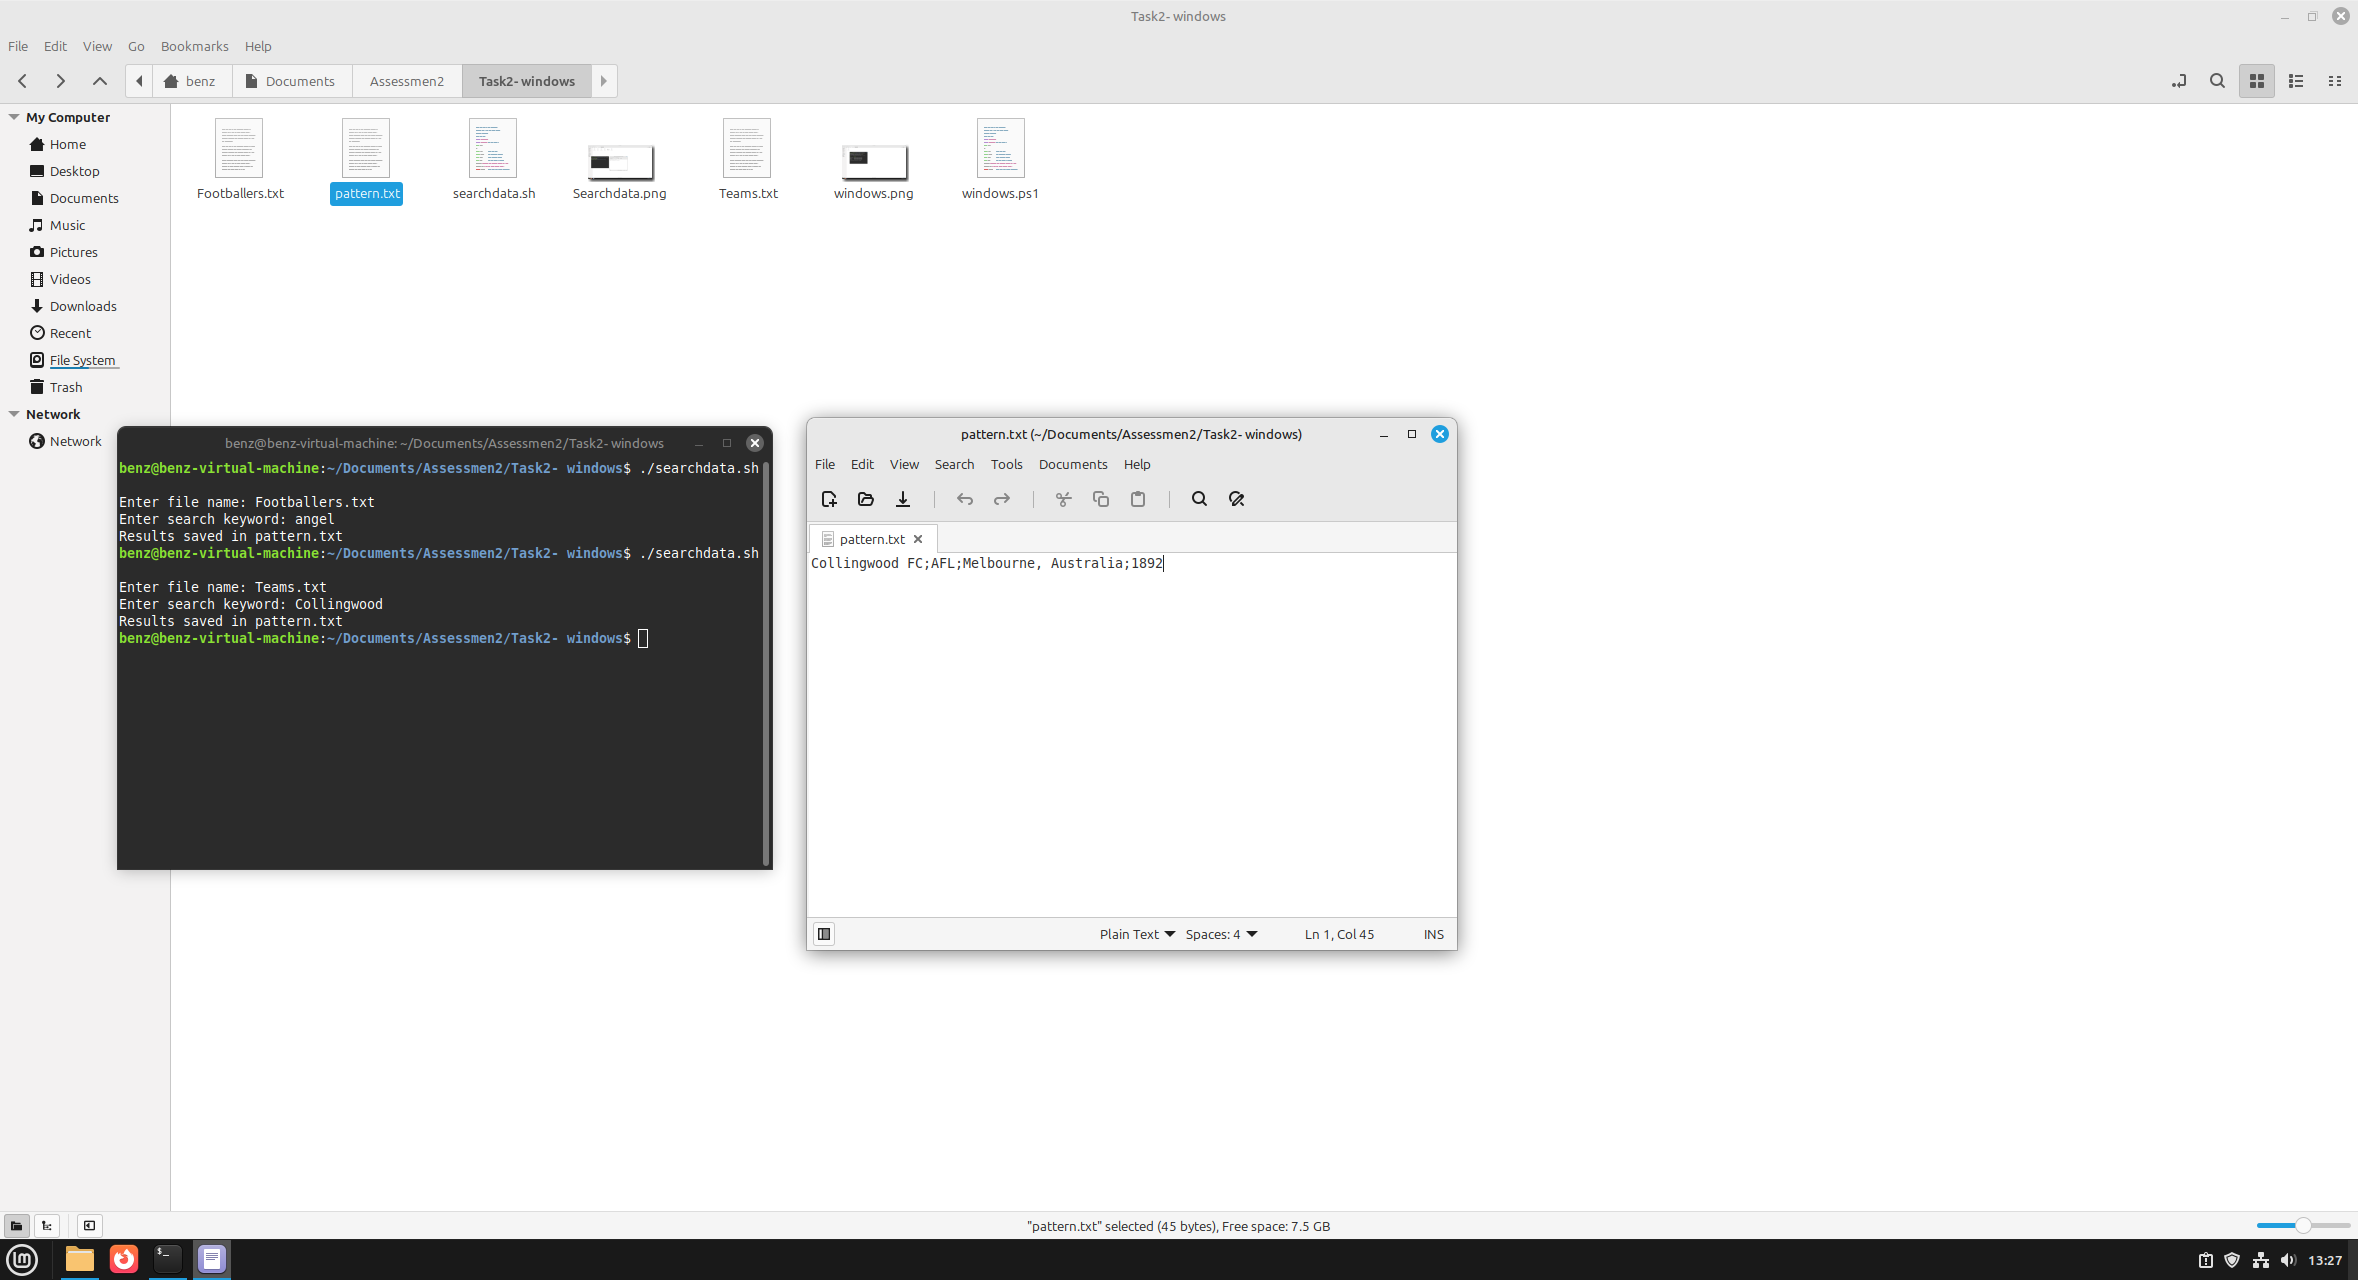 Task2- windows
File Edit View Go Bookmarks Help
benz Documents Assessmen2 Task2- windows
My Computer
Home
Desktop
Documents
Music
Pictures
Videos
Downloads
Recent
File System
Trash
Network
Network
Footballers.txt pattern.txt searchdata.sh Searchdata.png Teams.txt windows.png windows.ps1
benz@benz-virtual-machine: ~/Documents/Assessmen2/Task2- windows
benz@benz-virtual-machine:~/Documents/Assessmen2/Task2- windows$ ./searchdata.sh
Enter file name: Footballers.txt
Enter search keyword: angel
Results saved in pattern.txt
benz@benz-virtual-machine:~/Documents/Assessmen2/Task2- windows$ ./searchdata.sh
Enter file name: Teams.txt
Enter search keyword: Collingwood
Results saved in pattern.txt
benz@benz-virtual-machine:~/Documents/Assessmen2/Task2- windows$
pattern.txt (~/Documents/Assessmen2/Task2- windows)
File Edit View Search Tools Documents Help
pattern.txt
Collingwood FC;AFL;Melbourne, Australia;1892
Plain Text Spaces: 4 Ln 1, Col 45 INS
"pattern.txt" selected (45 bytes), Free space: 7.5 GB
13:27